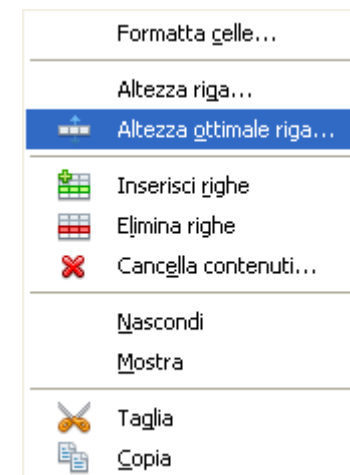 Formatta celle...
Altezza riga...
Altezza ottimale riga...
Inserisci righe
Elimina righe
Cancella contenuti...
Nascondi
Mostra
Taglia
Copia